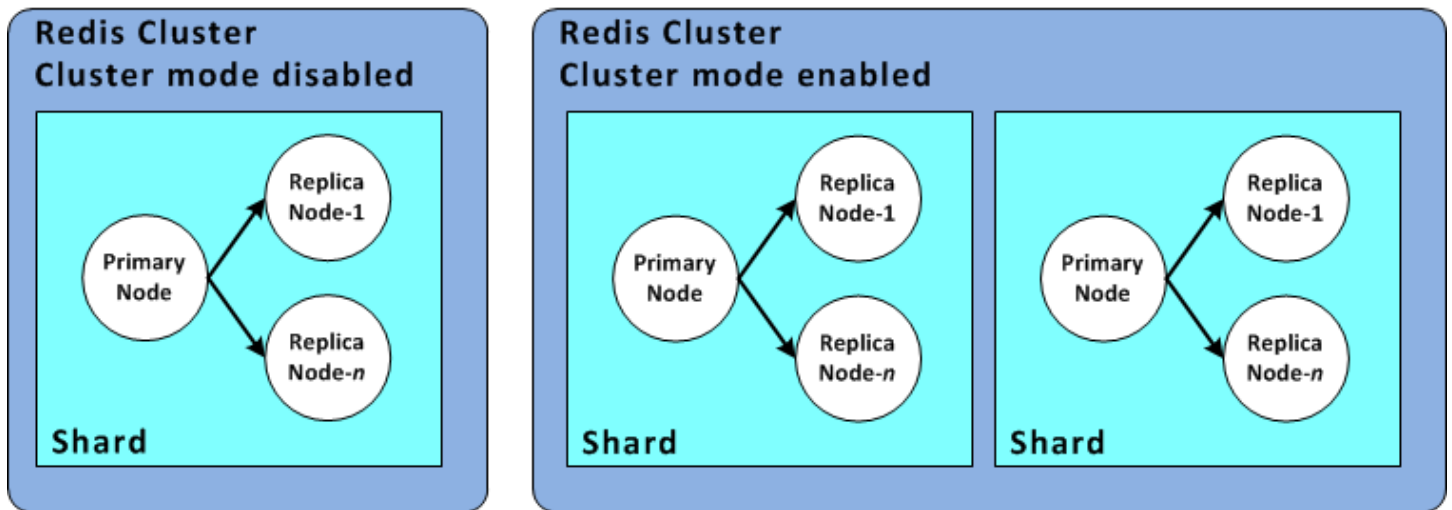 Redis Cluster
Cluster mode disabled
Replica
Node-1
Primary
Node
Replica
Node-n
Shard
Redis Cluster
Cluster mode enabled
Replica
Node-1
Primary
Node
Replica
Node-n
Shard
Replica
Node-1
Primary
Node
Replica
Node-n
Shard